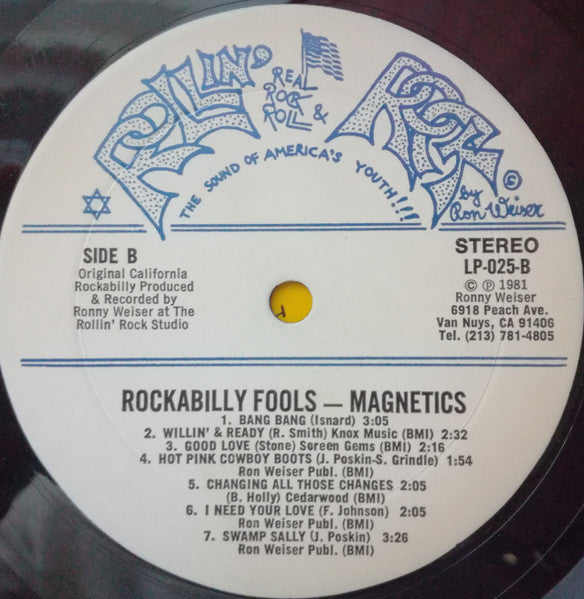 ROLLIN' ROCK
REAL
ROCK
&
ROLL
THE SOUND OF AMERICA'S YOUTH!!!
by
Ron Weiser
©
SIDE B
Original California
Rockabilly Produced
& Recorded by
Ronny Weiser at The
Rollin' Rock Studio
STEREO
LP-025-B
© ℗ 1981
Ronny Weiser
6918 Peach Ave.
Van Nuys, CA 91406
Tel. (213) 781-4805
ROCKABILLY FOOLS — MAGNETICS
1. BANG BANG (Isnard) 3:05
2. WILLIN' & READY (R. Smith) Knox Music (BMI) 2:32
3. GOOD LOVE (Stone) Soreen Gems (BMI) 2:16
4. HOT PINK COWBOY BOOTS (J. Poskin-S. Grindle) 1:54
Ron Weiser Publ. (BMI)
5. CHANGING ALL THOSE CHANGES 2:05
(B. Holly) Cedarwood (BMI)
6. I NEED YOUR LOVE (F. Johnson) 2:05
Ron Weiser Publ. (BMI)
7. SWAMP SALLY (J. Poskin) 3:26
Ron Weiser Publ. (BMI)